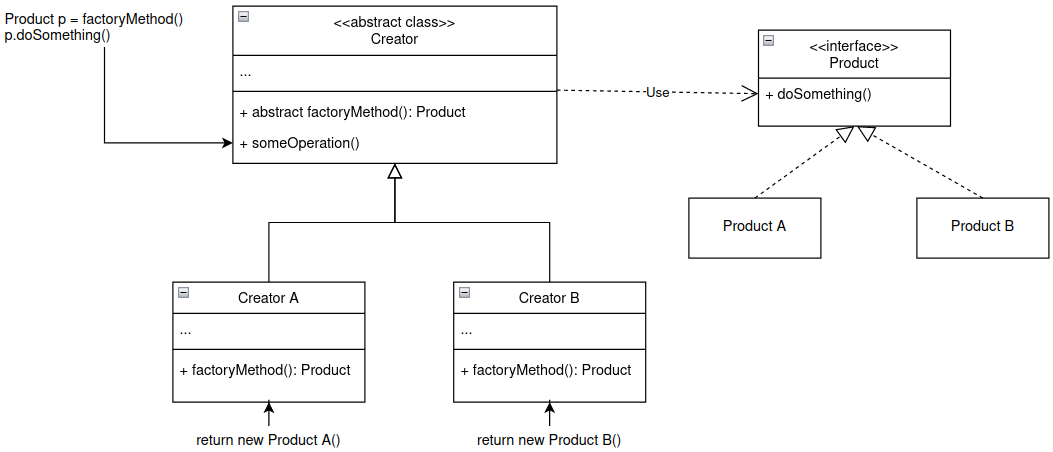 Product p = factoryMethod()
p.doSomething()
<<abstract class>>
Creator
...
+ abstract factoryMethod(): Product
+ someOperation()
Use
<<interface>>
Product
+ doSomething()
Product A
Product B
Creator A
...
+ factoryMethod(): Product
return new Product A()
Creator B
...
+ factoryMethod(): Product
return new Product B()